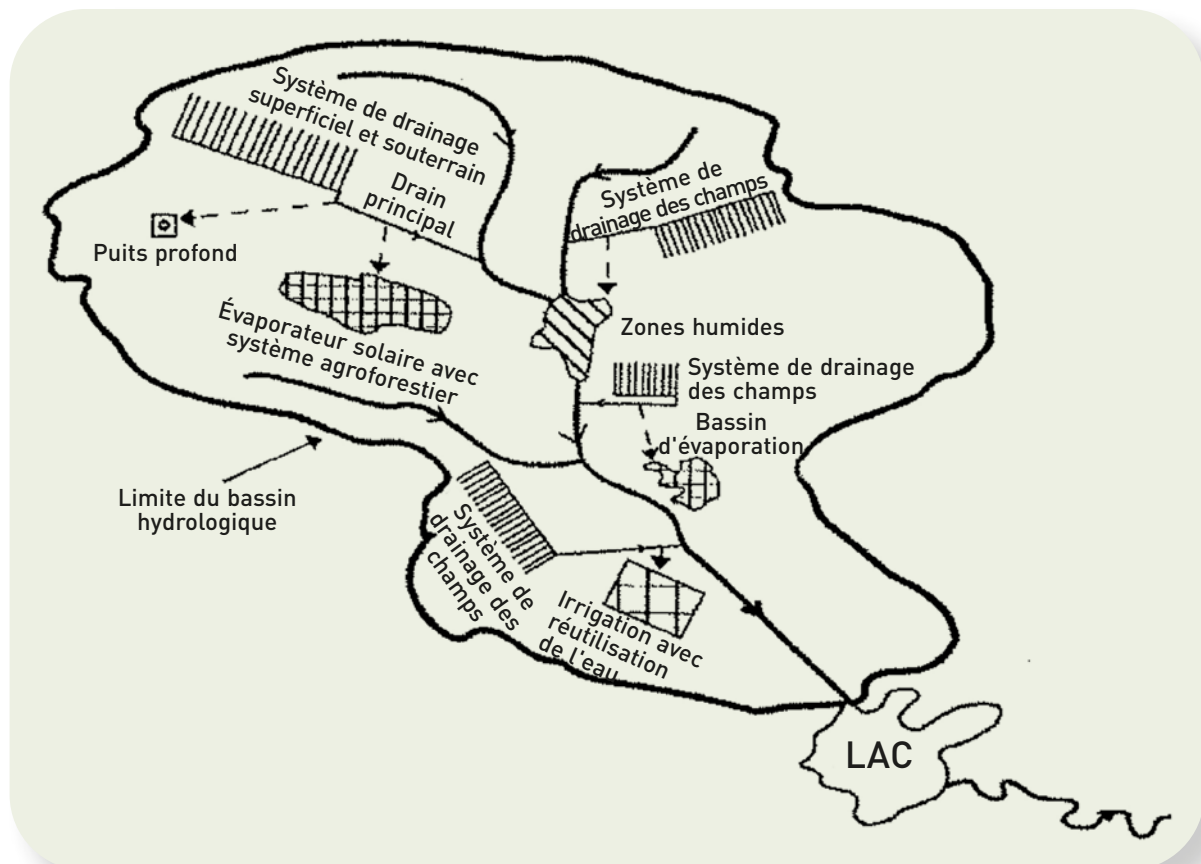 Système de drainage
superficiel et souterrain
Drain
principal
Système de
drainage des champs
Puits profond
Évaporateur solaire avec
système agroforestier
Zones humides
Système de drainage
des champs
Bassin
d'évaporation
Limite du bassin
hydrologique
Système de
drainage des
champs
Irrigation avec
réutilisation
de l'eau
LAC